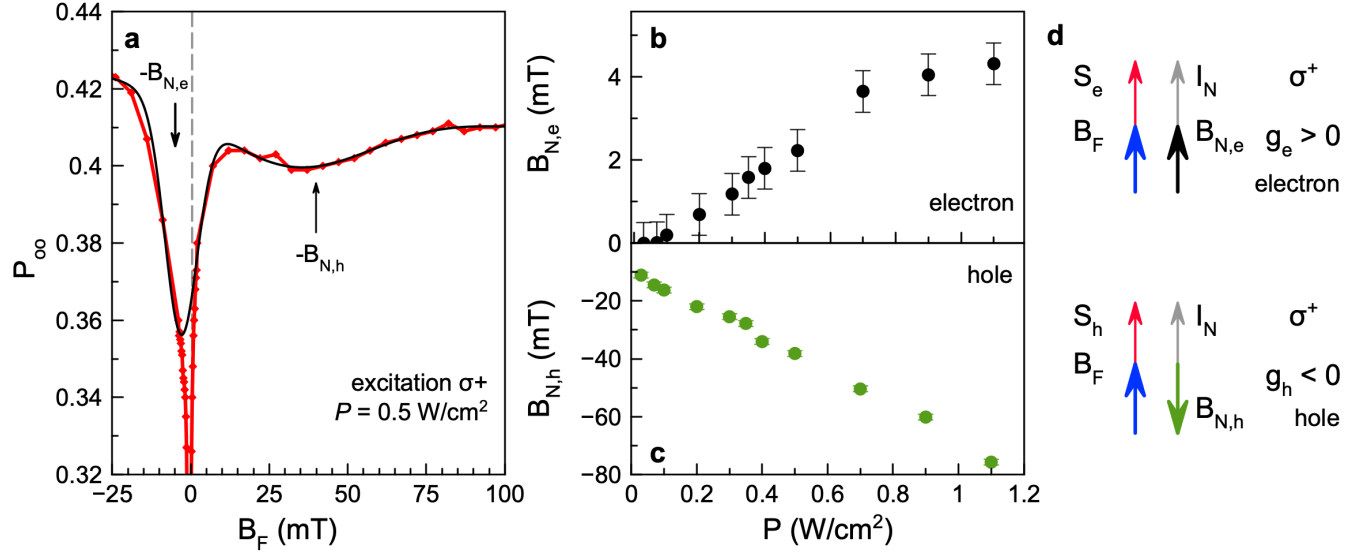 a
0.44
0.42
0.4
0.38
0.36
0.34
0.32
P_oo
-B_N,e
-B_N,h
excitation σ+
P = 0.5 W/cm²
−25
0
25
50
75
100
B_F (mT)
b
4
2
0
B_N,e (mT)
electron
hole
−20
−40
−60
−80
B_N,h (mT)
c
0
0.2
0.4
0.6
0.8
1
1.2
P (W/cm²)
d
S_e I_N σ⁺
B_F B_N,e g_e > 0
electron
S_h I_N σ⁺
B_F g_h < 0
B_N,h hole